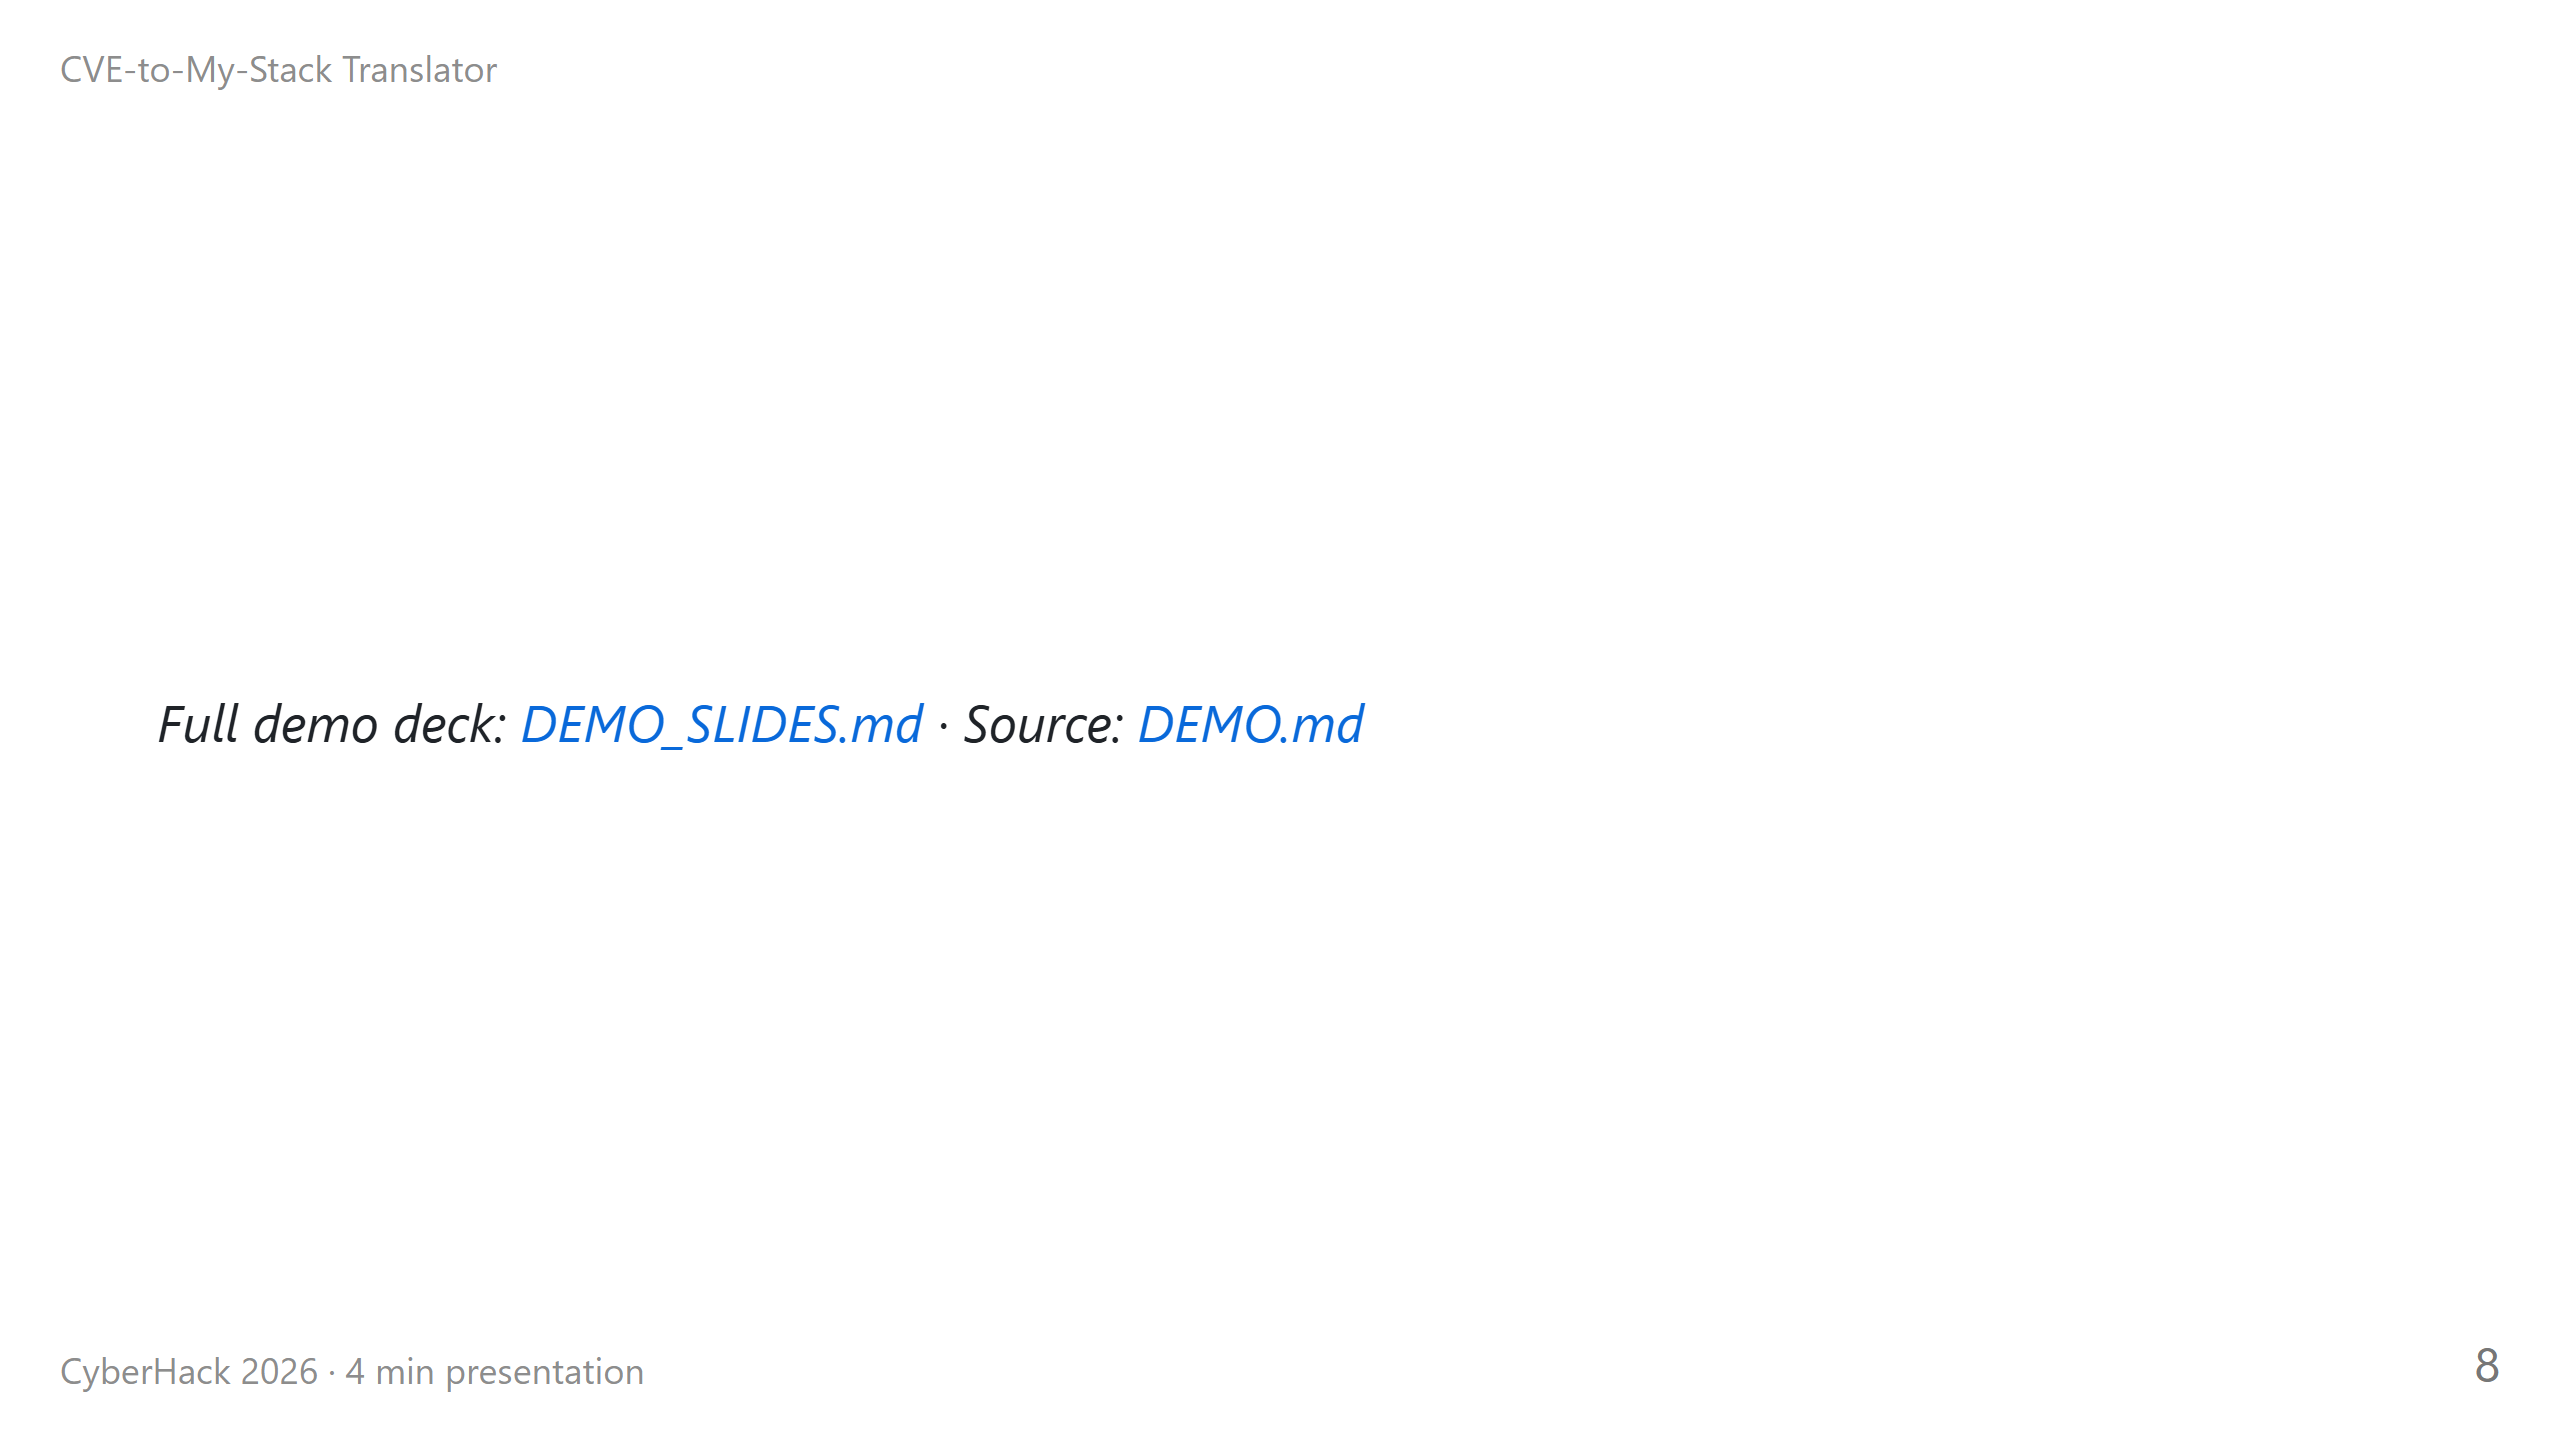 CVE-to-My-Stack Translator
Full demo deck: DEMO_SLIDES.md · Source: DEMO.md
CyberHack 2026 · 4 min presentation
8